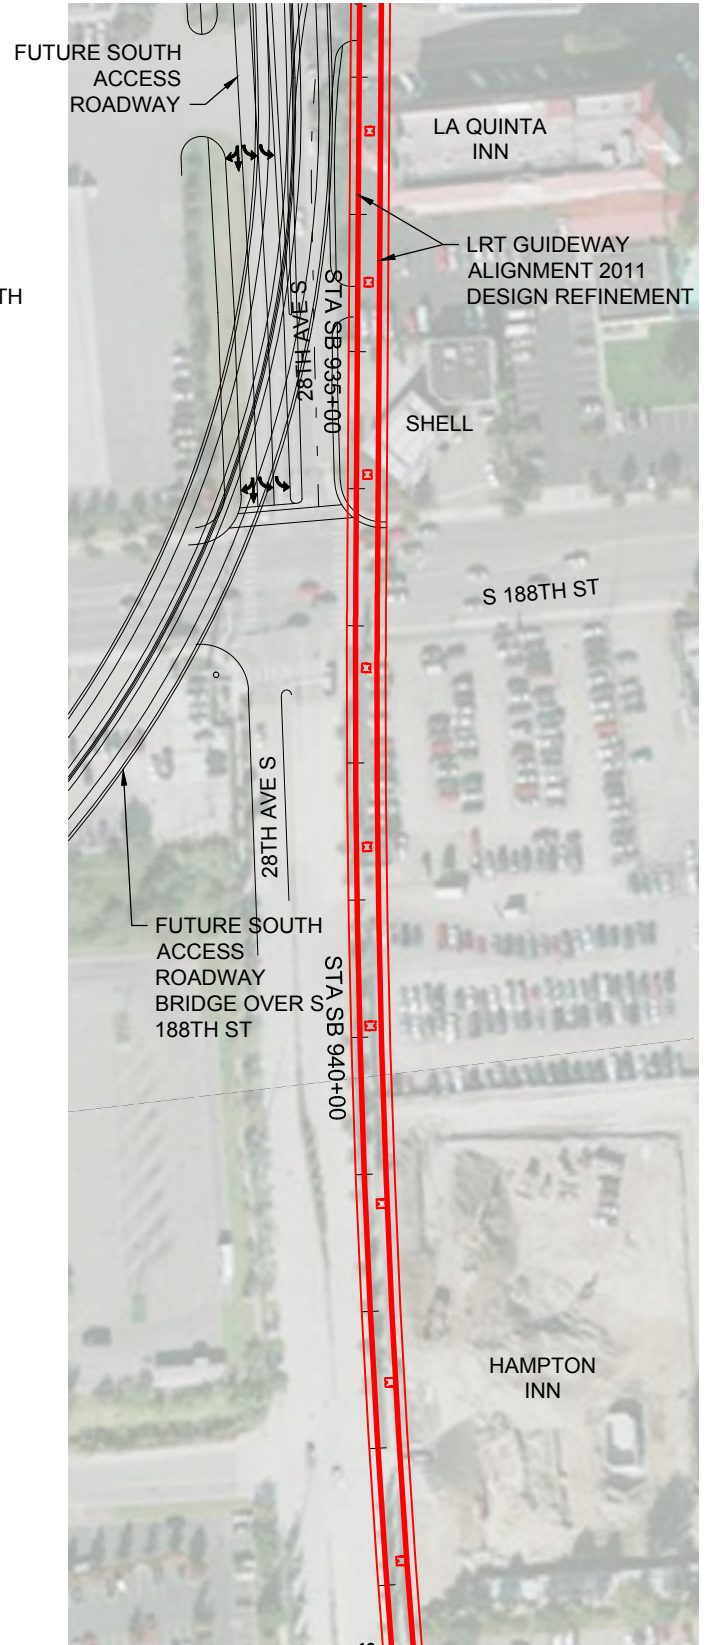 FUTURE SOUTH
ACCESS
ROADWAY
LA QUINTA
INN
LRT GUIDEWAY
ALIGNMENT 2011
DESIGN REFINEMENT
TH
28TH AVE S
STA SB 935+00
SHELL
S 188TH ST
28TH AVE S
FUTURE SOUTH
ACCESS
ROADWAY
BRIDGE OVER S
188TH ST
STA SB 940+00
HAMPTON
INN